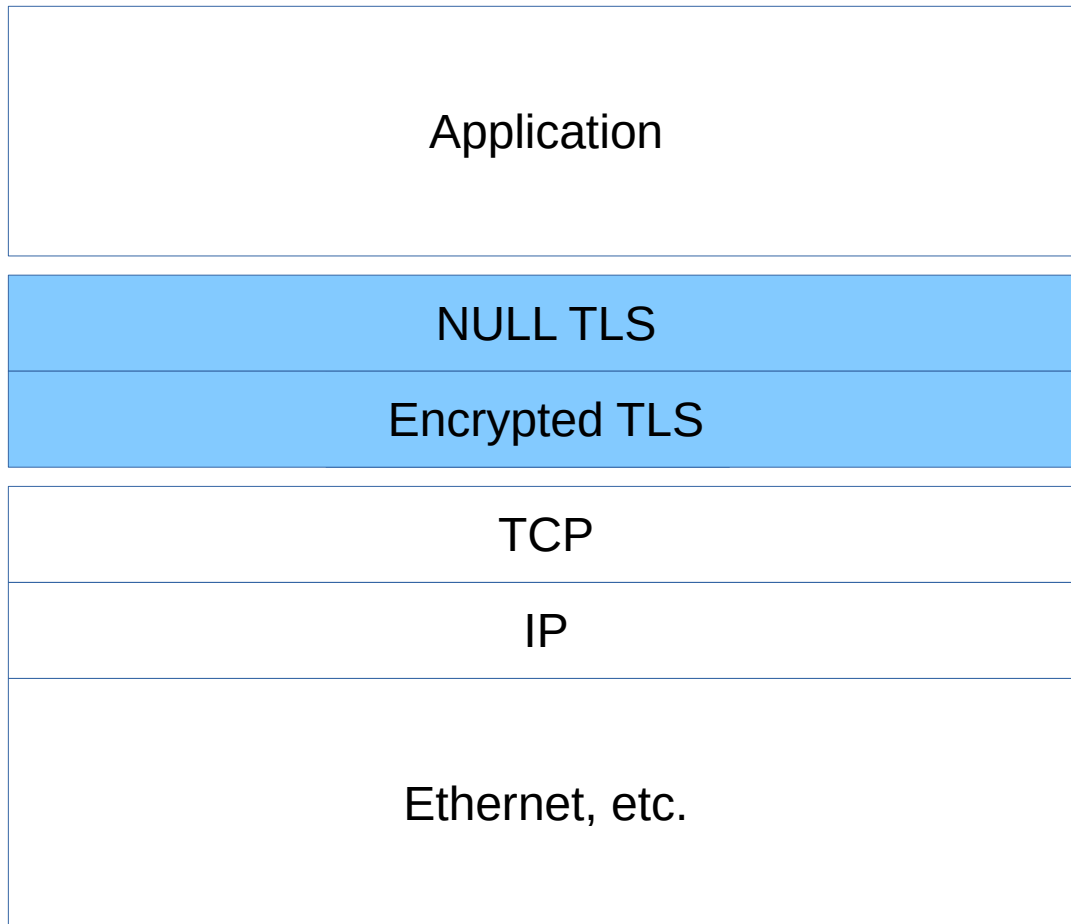 Application
NULL TLS
Encrypted TLS
TCP
IP
Ethernet, etc.